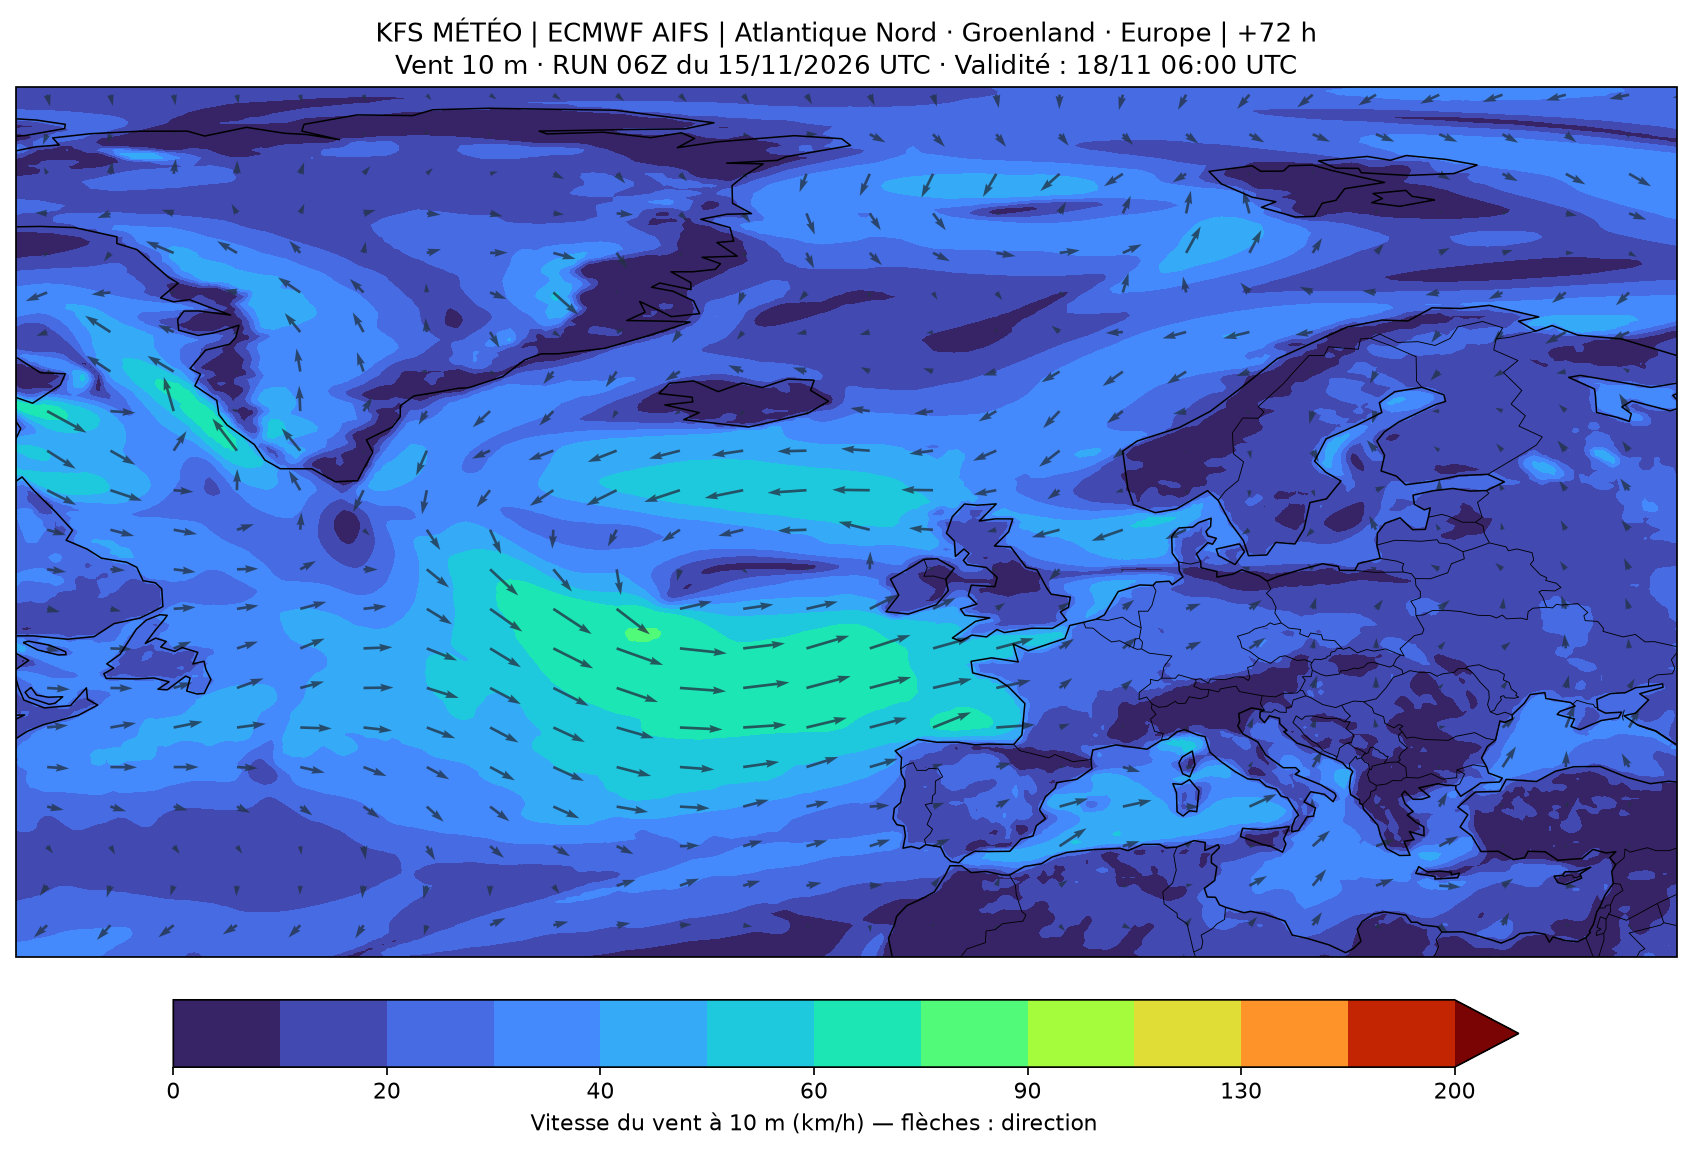 KFS MÉTÉO | ECMWF AIFS | Atlantique Nord · Groenland · Europe | +72 h
Vent 10 m · RUN 06Z du 15/11/2026 UTC · Validité : 18/11 06:00 UTC
0 20 40 60 90 130 200
Vitesse du vent à 10 m (km/h) — flèches : direction